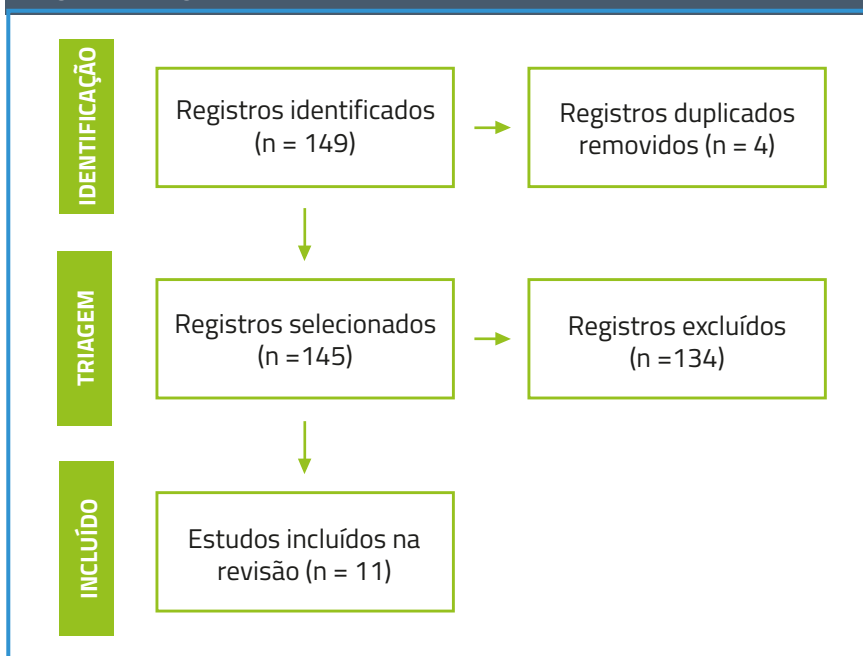 IDENTIFICAÇÃO
Registros identificados
(n = 149)
Registros duplicados
removidos (n = 4)
TRIAGEM
Registros selecionados
(n =145)
Registros excluídos
(n =134)
INCLUÍDO
Estudos incluídos na
revisão (n = 11)